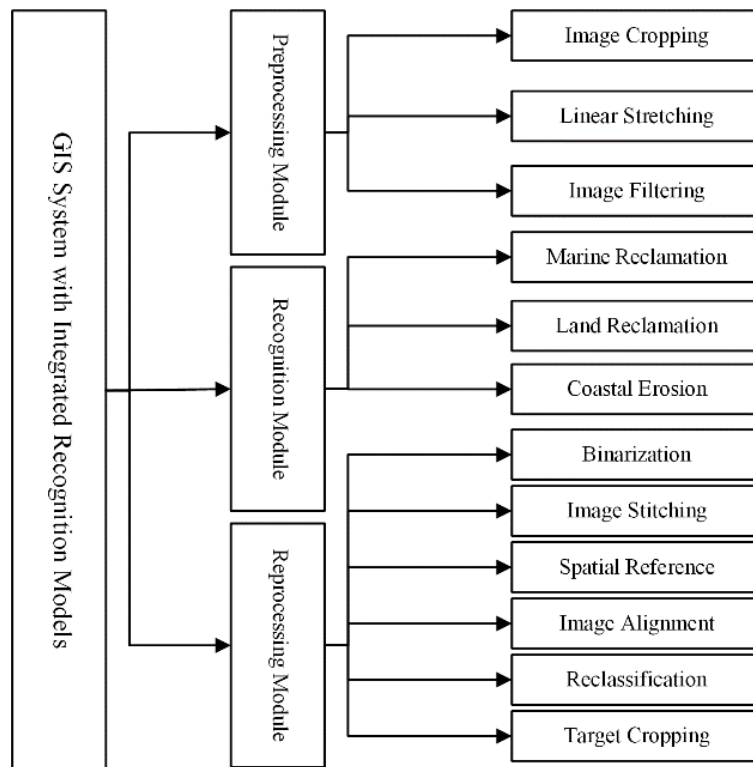 GIS System with Integrated Recognition Models
Preprocessing Module
Image Cropping
Linear Stretching
Image Filtering
Recognition Module
Marine Reclamation
Land Reclamation
Coastal Erosion
Reprocessing Module
Binarization
Image Stitching
Spatial Reference
Image Alignment
Reclassification
Target Cropping